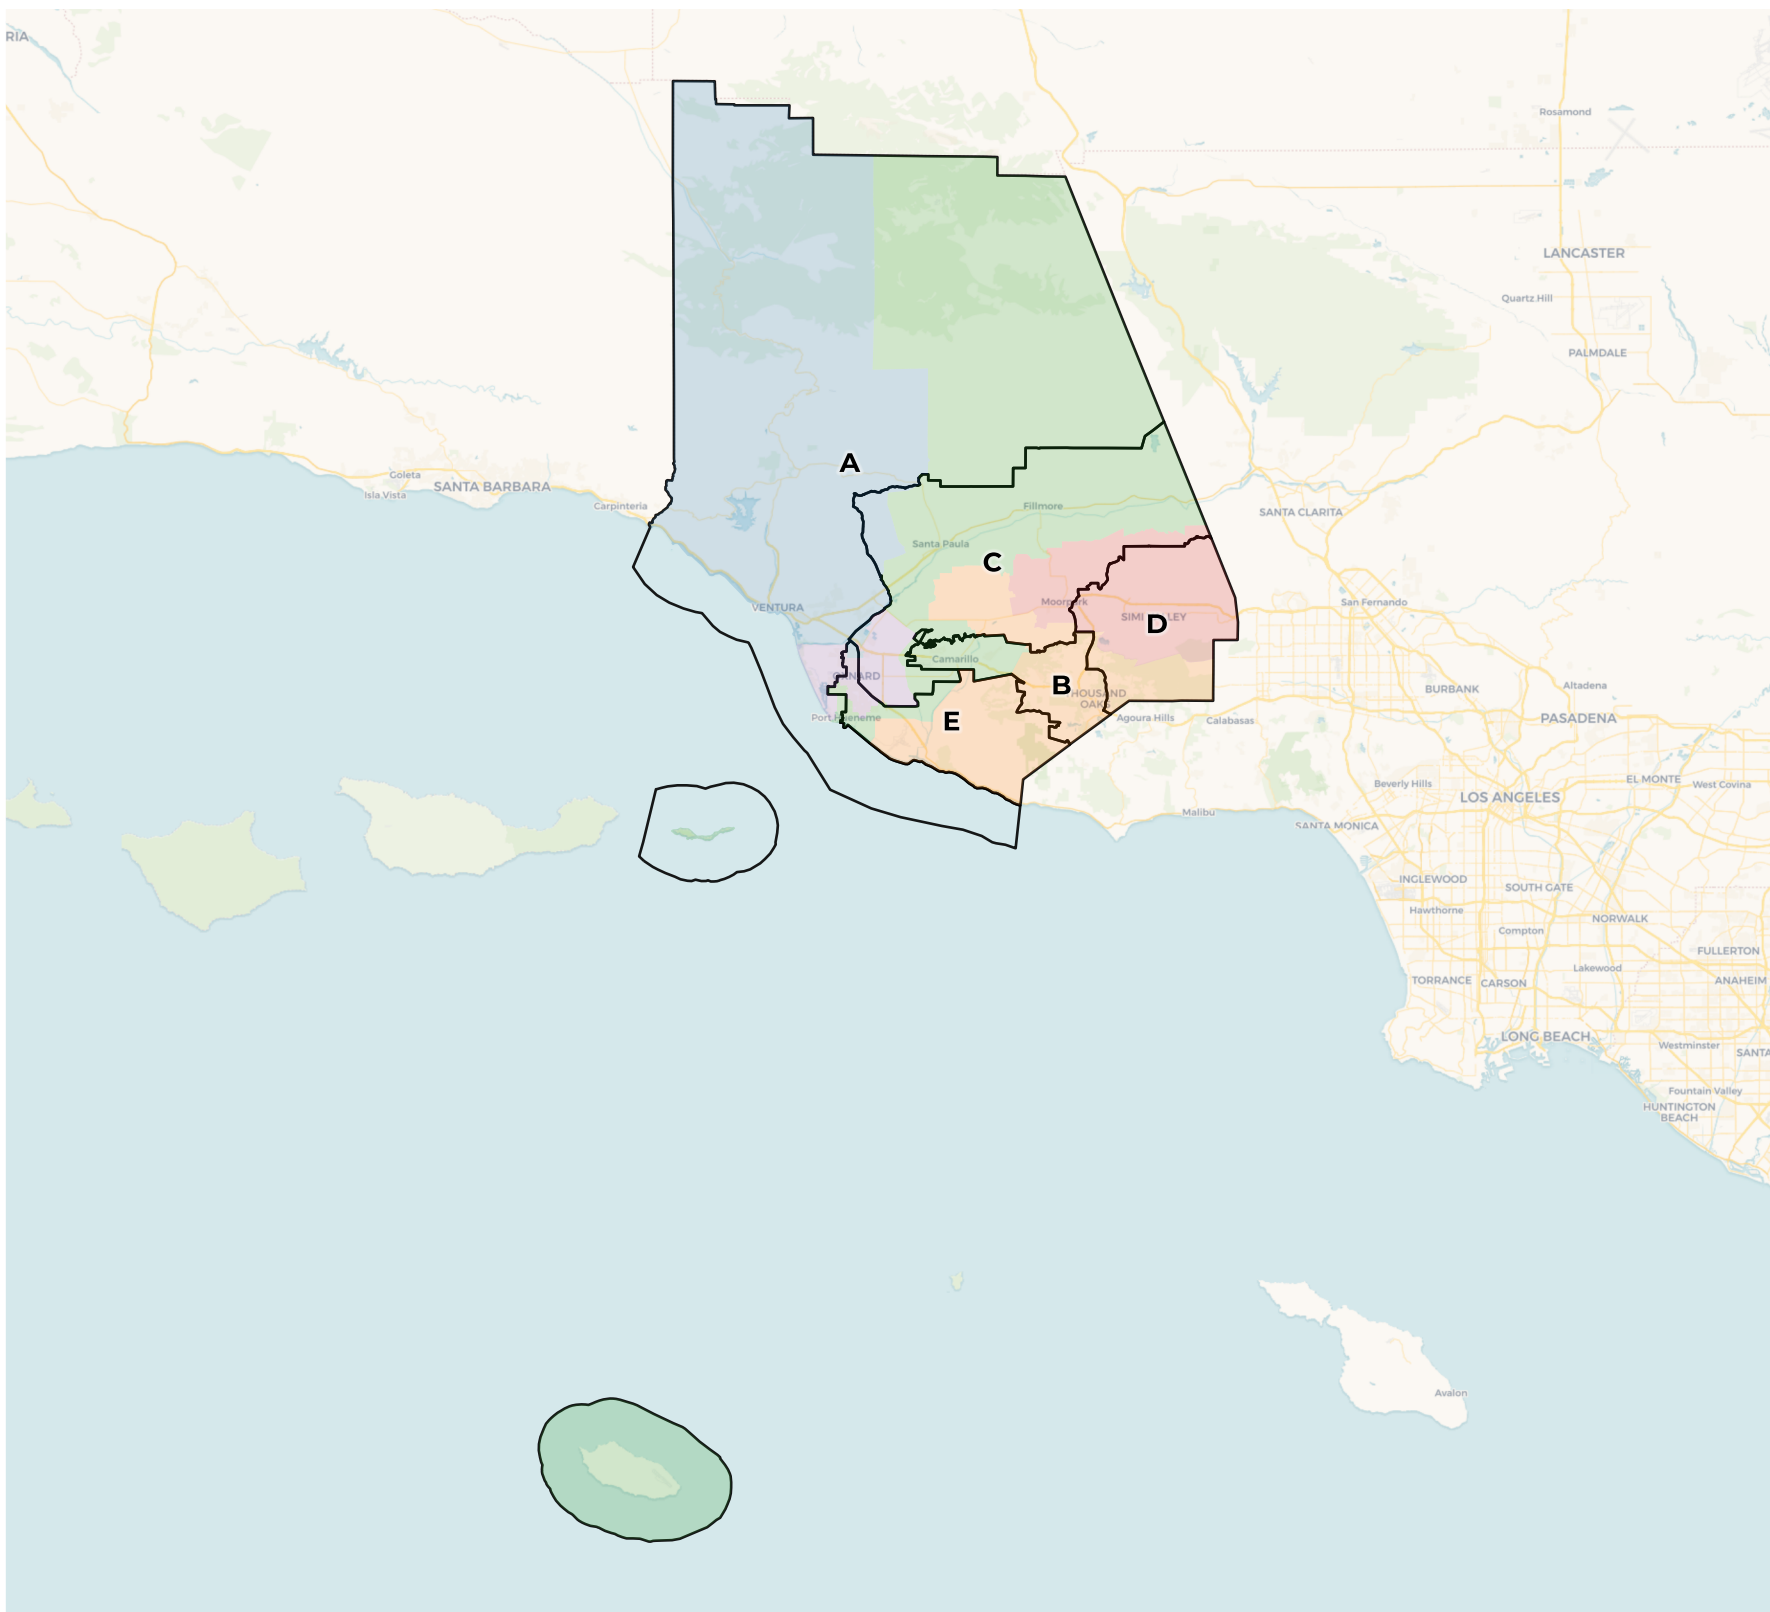 RIA
Rosamond
LANCASTER
Quartz Hill
PALMDALE
A
Goleta
SANTA BARBARA
Isla Vista
Carpinteria
Fillmore
SANTA CLARITA
Santa Paula
C
VENTURA
Moorpark
San Fernando
D
Camarillo
B
BURBANK
Altadena
THOUSAND
OAKS
Port Hueneme
E
Agoura Hills
Calabasas
PASADENA
Beverly Hills
EL MONTE
West Covina
LOS ANGELES
Malibu
SANTA MONICA
INGLEWOOD
SOUTH GATE
Hawthorne
NORWALK
Compton
FULLERTON
Lakewood
TORRANCE
CARSON
ANAHEIM
LONG BEACH
Westminster
SANTA
Fountain Valley
HUNTINGTON
BEACH
Avalon